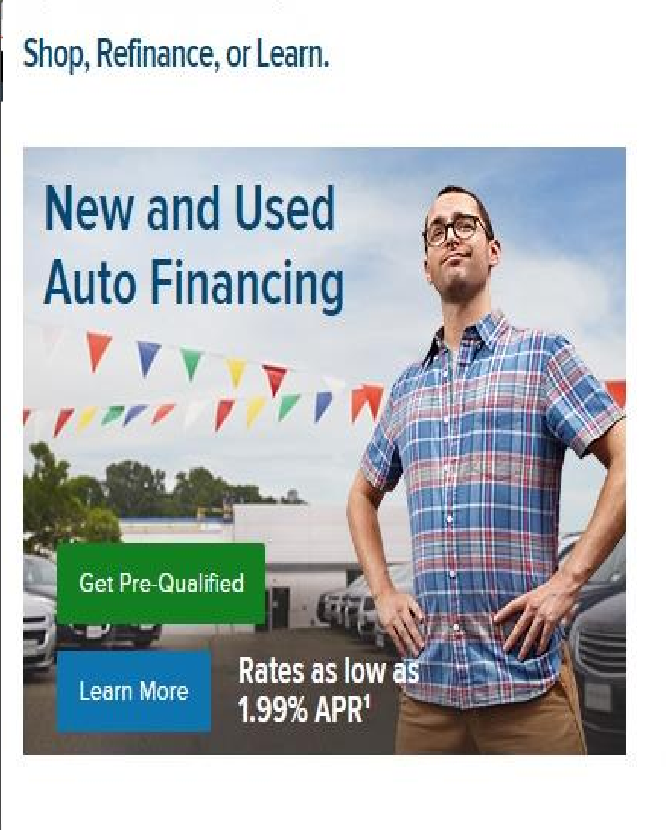 Shop, Refinance, or Learn.
New and Used
Auto Financing
Get Pre-Qualified
Learn More
Rates as low as
1.99% APR¹